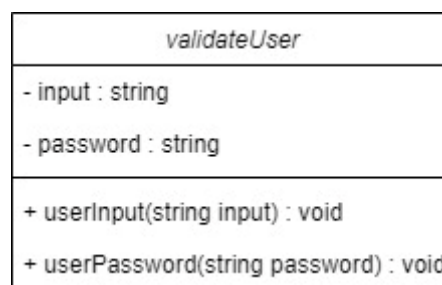 validateUser
- input : string
- password : string
+ userInput(string input) : void
+ userPassword(string password) : void